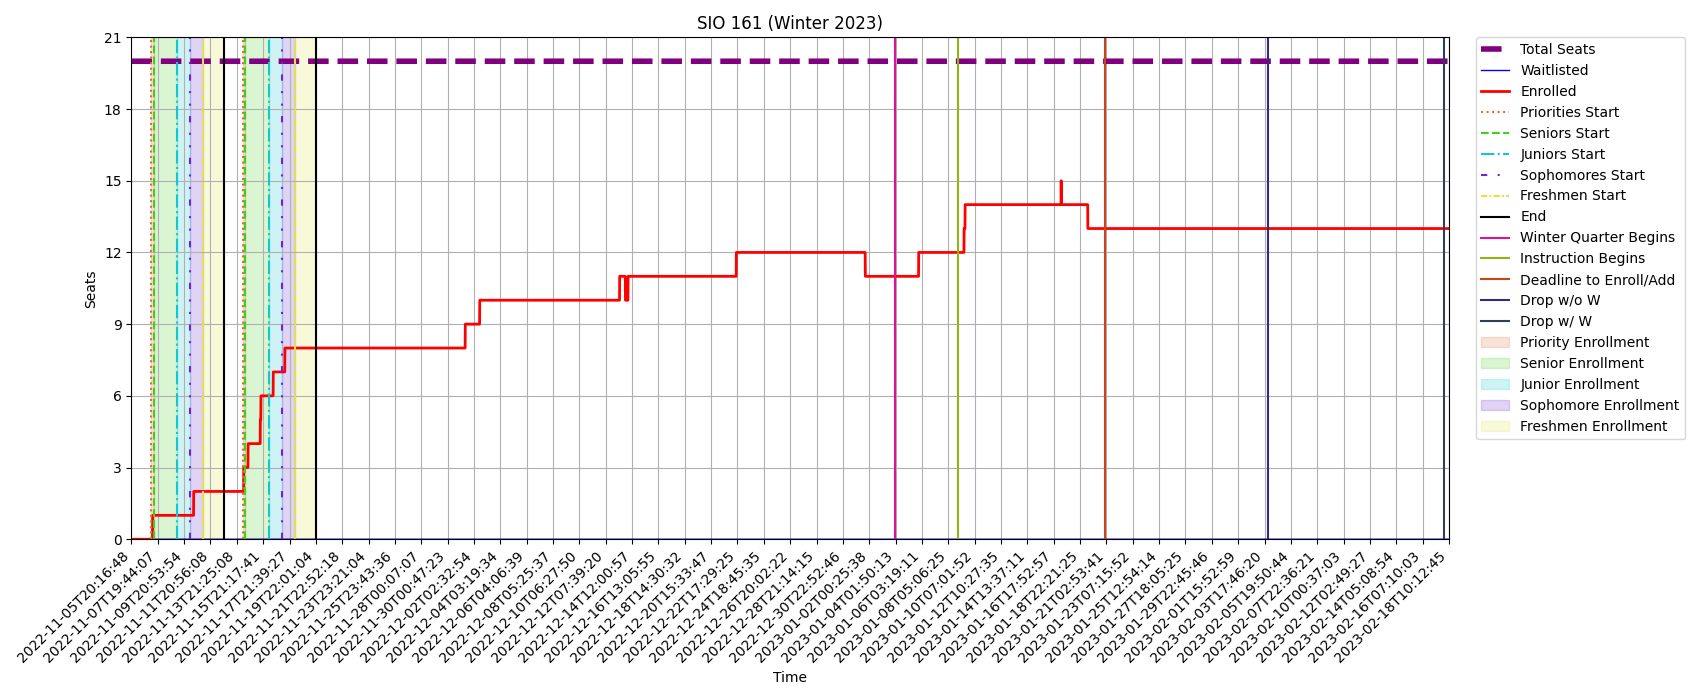 SIO 161 (Winter 2023)
21
18
15
12
9
6
3
0
Seats
2022-11-05T20:16:48
2022-11-07T19:44:07
2022-11-09T20:53:54
2022-11-11T20:56:08
2022-11-13T21:25:08
2022-11-15T21:17:41
2022-11-17T21:39:27
2022-11-19T22:01:04
2022-11-21T22:52:18
2022-11-23T23:21:04
2022-11-25T23:43:36
2022-11-28T00:07:07
2022-11-30T00:47:23
2022-12-02T02:32:54
2022-12-04T03:19:34
2022-12-06T04:06:39
2022-12-08T05:25:37
2022-12-10T06:27:50
2022-12-12T07:39:20
2022-12-14T12:00:57
2022-12-16T13:05:55
2022-12-18T14:30:32
2022-12-20T15:33:47
2022-12-22T17:29:25
2022-12-24T18:45:35
2022-12-26T20:02:22
2022-12-28T21:14:15
2022-12-30T22:52:46
2023-01-02T00:25:38
2023-01-04T01:50:13
2023-01-06T03:19:11
2023-01-08T05:06:25
2023-01-10T07:01:52
2023-01-12T10:27:35
2023-01-14T13:37:11
2023-01-16T17:52:57
2023-01-18T22:21:25
2023-01-21T02:53:41
2023-01-23T07:15:52
2023-01-25T12:54:14
2023-01-27T18:05:25
2023-01-29T22:45:46
2023-02-01T15:52:59
2023-02-03T17:46:20
2023-02-05T19:50:44
2023-02-07T22:36:21
2023-02-10T00:37:03
2023-02-12T02:49:27
2023-02-14T05:08:54
2023-02-16T07:10:03
2023-02-18T10:12:45
Time
Total Seats
Waitlisted
Enrolled
Priorities Start
Seniors Start
Juniors Start
Sophomores Start
Freshmen Start
End
Winter Quarter Begins
Instruction Begins
Deadline to Enroll/Add
Drop w/o W
Drop w/ W
Priority Enrollment
Senior Enrollment
Junior Enrollment
Sophomore Enrollment
Freshmen Enrollment